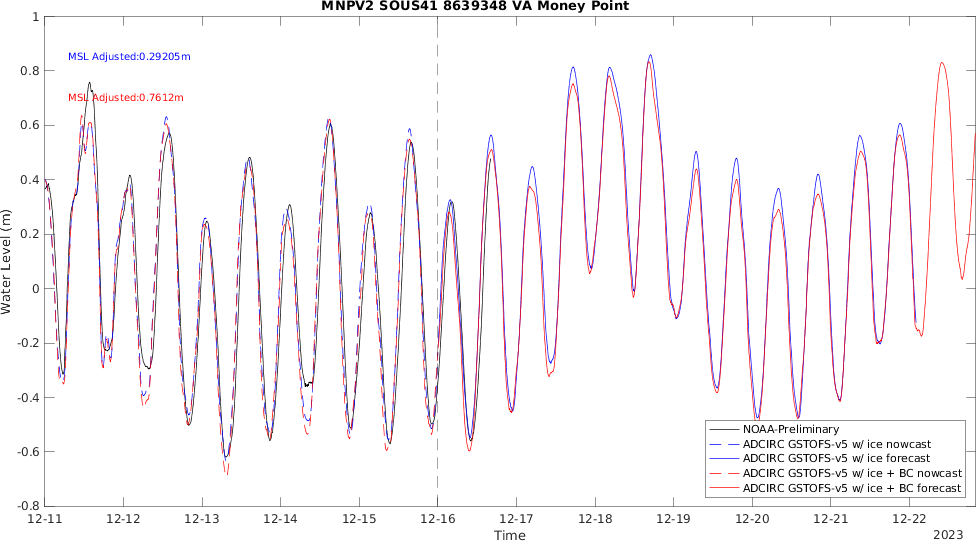 MNPV2 SOUS41 8639348 VA Money Point
MSL Adjusted:0.29205m
MSL Adjusted:0.7612m
Water Level (m)
1
0.8
0.6
0.4
0.2
0
-0.2
-0.4
-0.6
-0.8
NOAA-Preliminary
ADCIRC GSTOFS-v5 w/ ice nowcast
ADCIRC GSTOFS-v5 w/ ice forecast
ADCIRC GSTOFS-v5 w/ ice + BC nowcast
ADCIRC GSTOFS-v5 w/ ice + BC forecast
12-11 12-12 12-13 12-14 12-15 12-16 12-17 12-18 12-19 12-20 12-21 12-22
Time
2023